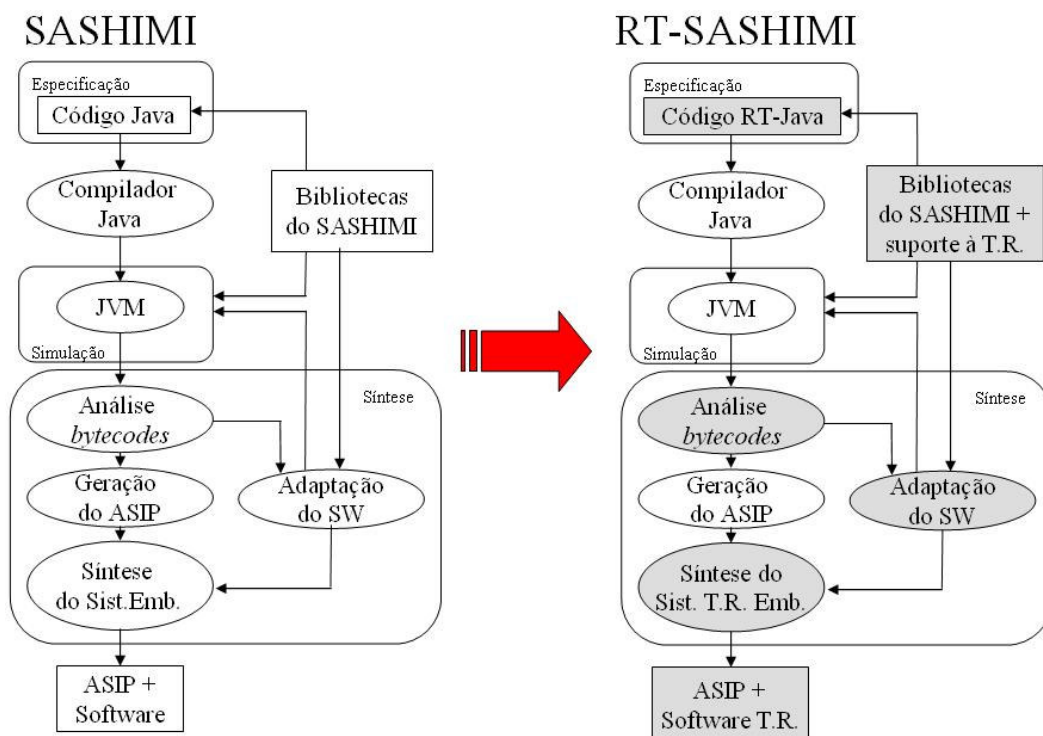 SASHIMI
Especificação
Código Java
Compilador
Java
Bibliotecas
do SASHIMI
JVM
Simulação
Síntese
Análise
bytecodes
Geração
do ASIP
Adaptação
do SW
Síntese
do Sist.Emb.
ASIP +
Software
RT-SASHIMI
Especificação
Código RT-Java
Compilador
Java
Bibliotecas
do SASHIMI +
suporte à T.R.
JVM
Simulação
Síntese
Análise
bytecodes
Geração
do ASIP
Adaptação
do SW
Síntese do
Sist. T.R. Emb.
ASIP +
Software T.R.